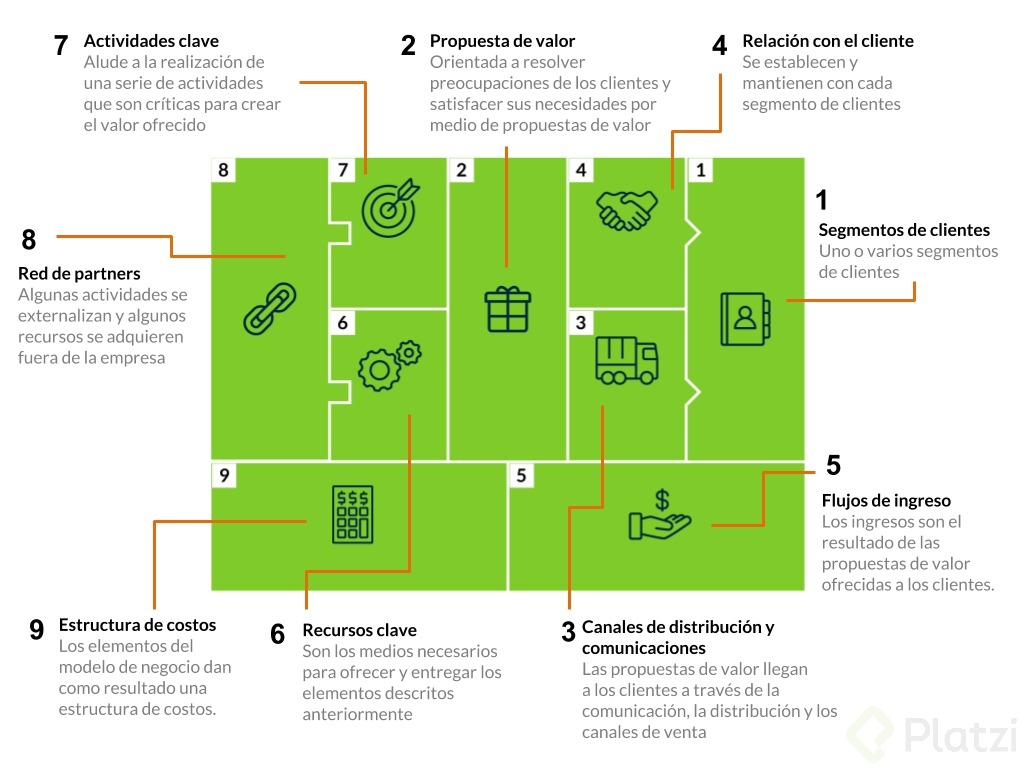 7 Actividades clave
Alude a la realización de
una serie de actividades
que son críticas para crear
el valor ofrecido
2 Propuesta de valor
Orientada a resolver
preocupaciones de los clientes y
satisfacer sus necesidades por
medio de propuestas de valor
4 Relación con el cliente
Se establecen y
mantienen con cada
segmento de clientes
8
7
2
4
1
1
Segmentos de clientes
Uno o varios segmentos
de clientes
8
Red de partners
Algunas actividades se
externalizan y algunos
recursos se adquieren
fuera de la empresa
6
3
9
$$$
5
$
5
Flujos de ingreso
Los ingresos son el
resultado de las
propuestas de valor
ofrecidas a los clientes.
9 Estructura de costos
Los elementos del
modelo de negocio dan
como resultado una
estructura de costos.
6 Recursos clave
Son los medios necesarios
para ofrecer y entregar los
elementos descritos
anteriormente
3 Canales de distribución y
comunicaciones
Las propuestas de valor llegan
a los clientes a través de la
comunicación, la distribución y los
canales de venta
Platzi